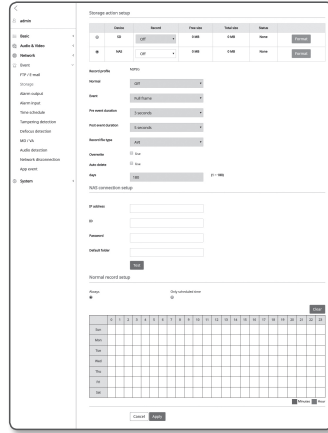 admin
Basic
Audio & Video
Network
Event
FTP / E-mail
Storage
Alarm output
Alarm input
Time schedule
Tampering detection
Defocus detection
MD / VA
Audio detection
Network disconnection
App event
System
Storage action setup
Device Record Free size Total size Status
SD Off 0 MB 0 MB None Format
NAS Off 0 MB 0 MB None Format
Record profile MJPEG
Normal Off
Event Full frame
Pre-event duration 5 seconds
Post event duration 5 seconds
Record file type AVI
Overwrite Use
Auto delete Use
days 180 (1 ~ 180)
NAS connection setup
IP address
ID
Password
Default folder
Test
Normal record setup
Always Only scheduled time
Clear
0 1 2 3 4 5 6 7 8 9 10 11 12 13 14 15 16 17 18 19 20 21 22 23
Sun
Mon
Tue
Wed
Thu
Fri
Sat
Minutes Hour
Cancel Apply